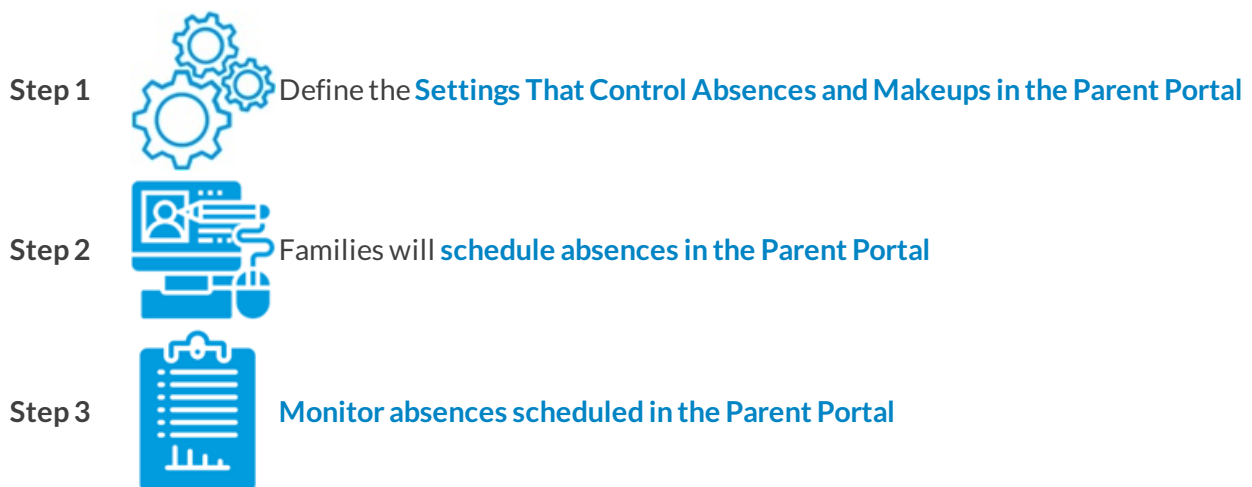 Step 1 Define the Settings That Control Absences and Makeups in the Parent Portal
Step 2 Families will schedule absences in the Parent Portal
Step 3 Monitor absences scheduled in the Parent Portal